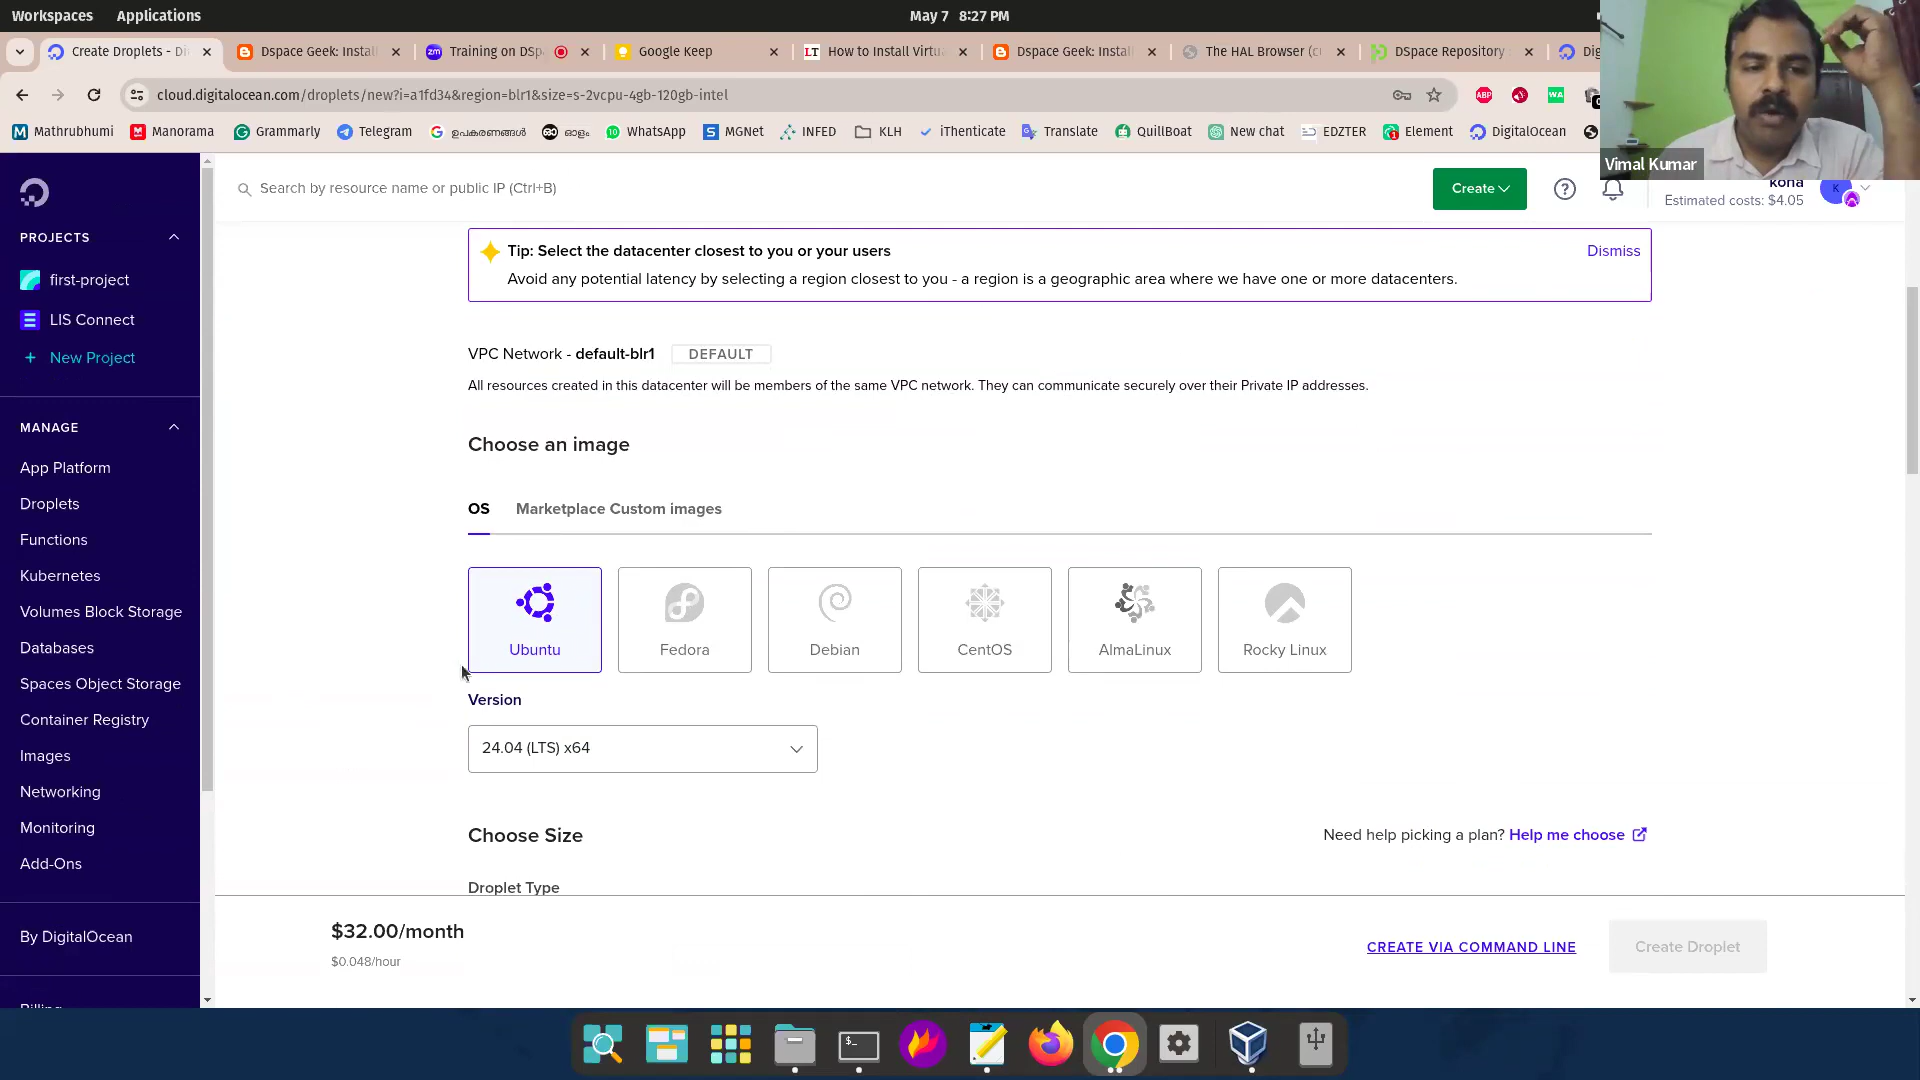 Workspaces Applications May 7 8:27 PM
Create Droplets - Di Dspace Geek: Install Training on DSp Google Keep How to Install Virtu Dspace Geek: Install The HAL Browser (c DSpace Repository Dig
cloud.digitalocean.com/droplets/new?i=a1fd34&region=blr1&size=s-2vcpu-4gb-120gb-intel
Mathrubhumi Manorama Grammarly Telegram ഉപകരണങ്ങൾ ഓളം WhatsApp MGNet INFED KLH iThenticate Translate QuillBoat New chat EDZTER Element DigitalOcean
Vimal Kumar
Search by resource name or public IP (Ctrl+B)
Create
koha
Estimated costs: $4.05
K
PROJECTS
first-project
LIS Connect
+ New Project
MANAGE
App Platform
Droplets
Functions
Kubernetes
Volumes Block Storage
Databases
Spaces Object Storage
Container Registry
Images
Networking
Monitoring
Add-Ons
By DigitalOcean
Billing
Tip: Select the datacenter closest to you or your users
Dismiss
Avoid any potential latency by selecting a region closest to you - a region is a geographic area where we have one or more datacenters.
VPC Network - default-blr1 DEFAULT
All resources created in this datacenter will be members of the same VPC network. They can communicate securely over their Private IP addresses.
Choose an image
OS Marketplace Custom images
Ubuntu Fedora Debian CentOS AlmaLinux Rocky Linux
Version
24.04 (LTS) x64
Choose Size
Need help picking a plan? Help me choose
Droplet Type
$32.00/month
$0.048/hour
CREATE VIA COMMAND LINE
Create Droplet